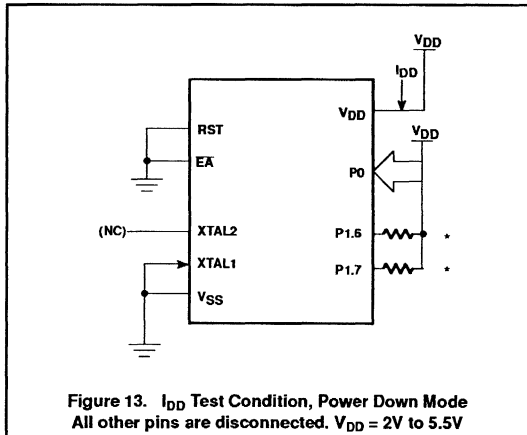 VDD
IDD
VDD
VDD
RST
EA
P0
(NC)
XTAL2
P1.6
*
XTAL1
P1.7
*
VSS
Figure 13. IDD Test Condition, Power Down Mode
All other pins are disconnected. VDD = 2V to 5.5V